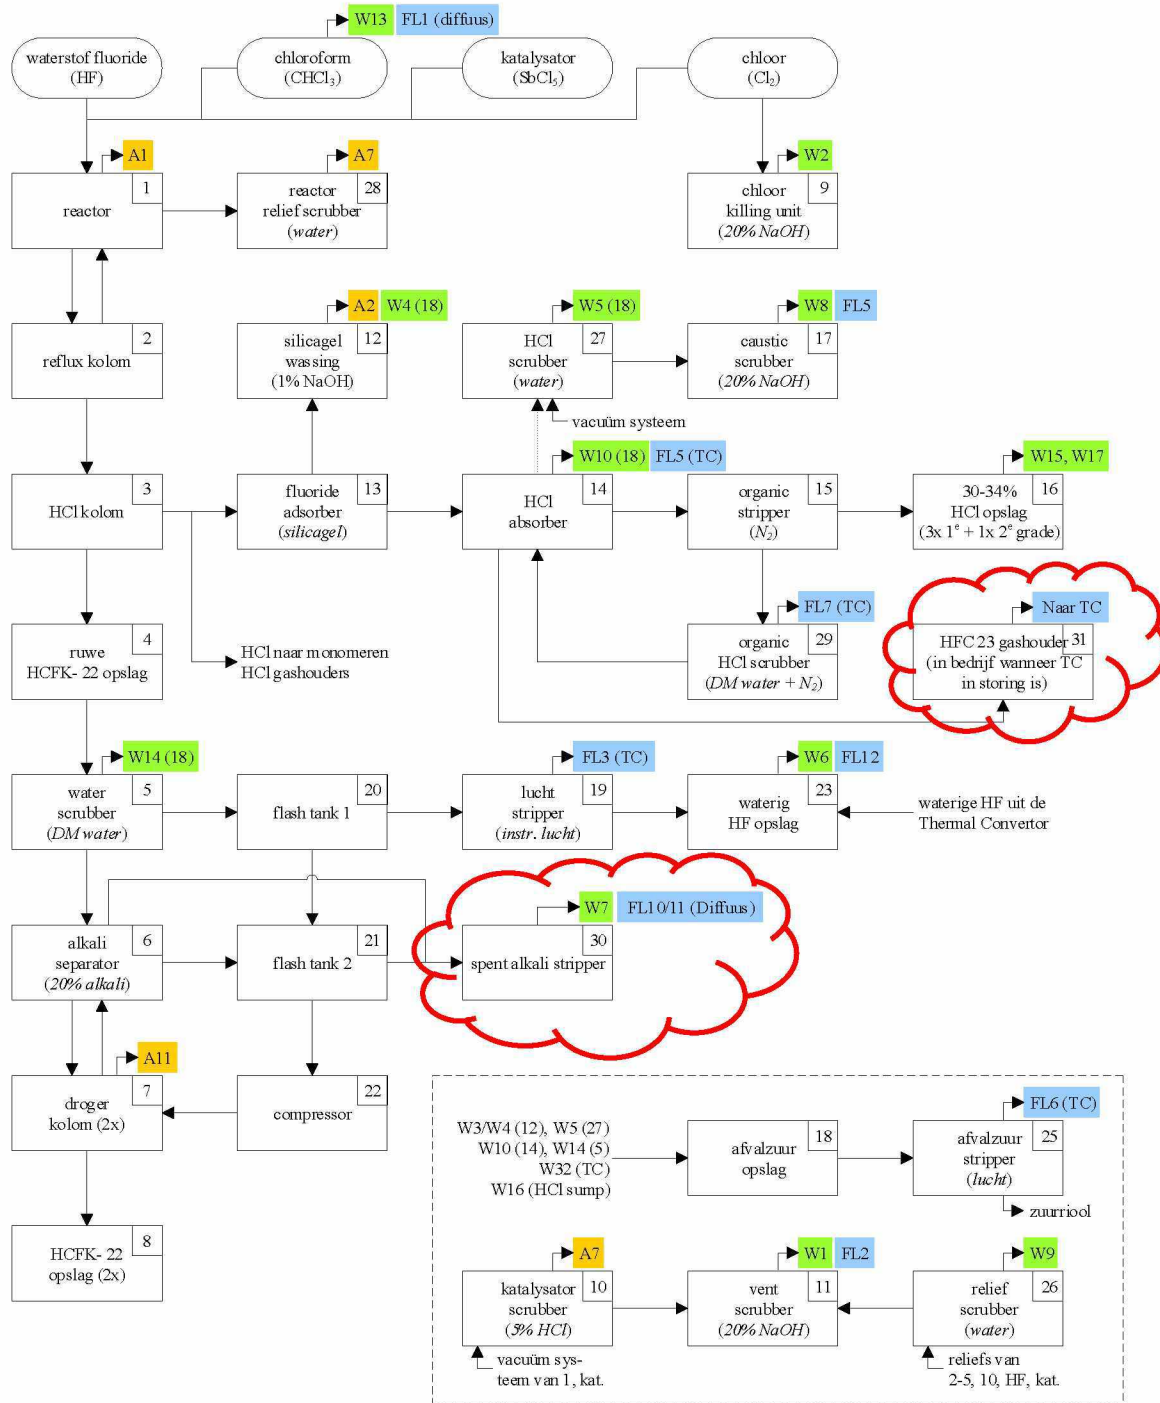 W13 FL1 (diffuus)
waterstof fluoride
(HF)
chloroform
(CHCl₃)
katalysator
(SbCl₅)
chloor
(Cl₂)
A1
1
reactor
A7
28
reactor
relief scrubber
(water)
W2
9
chloor
killing unit
(20% NaOH)
2
reflux kolom
A2 W4 (18)
12
silicagel
wassing
(1% NaOH)
W5 (18)
27
HCl
scrubber
(water)
W8 FL5
17
caustic
scrubber
(20% NaOH)
vacuüm systeem
3
HCl kolom
13
fluoride
adsorber
(silicagel)
W10 (18) FL5 (TC)
14
HCl
absorber
15
organic
stripper
(N₂)
W15, W17
16
30-34%
HCl opslag
(3x 1e + 1x 2e grade)
4
ruwe
HCFK- 22 opslag
HCl naar monomeren
HCl gashouders
FL7 (TC)
29
organic
HCl scrubber
(DM water + N₂)
Naar TC
31
HFC 23 gashouder
(in bedrijf wanneer TC
in storing is)
W14 (18)
5
water
scrubber
(DM water)
20
flash tank 1
FL3 (TC)
19
lucht
stripper
(instr. lucht)
W6 FL12
23
waterig
HF opslag
waterige HF uit de
Thermal Convertor
6
alkali
separator
(20% alkali)
21
flash tank 2
W7 FL10/11 (Diffuus)
30
spent alkali stripper
A11
7
droger
kolom (2x)
22
compressor
8
HCFK- 22
opslag (2x)
W3/W4 (12), W5 (27)
W10 (14), W14 (5)
W32 (TC)
W16 (HCl sump)
18
afvalzuur
opslag
FL6 (TC)
25
afvalzuur
stripper
(lucht)
zuurriool
A7
10
katalysator
scrubber
(5% HCl)
vacuüm sys-
teem van 1, kat.
W1 FL2
11
vent
scrubber
(20% NaOH)
W9
26
relief
scrubber
(water)
reliefs van
2-5, 10, HF, kat.